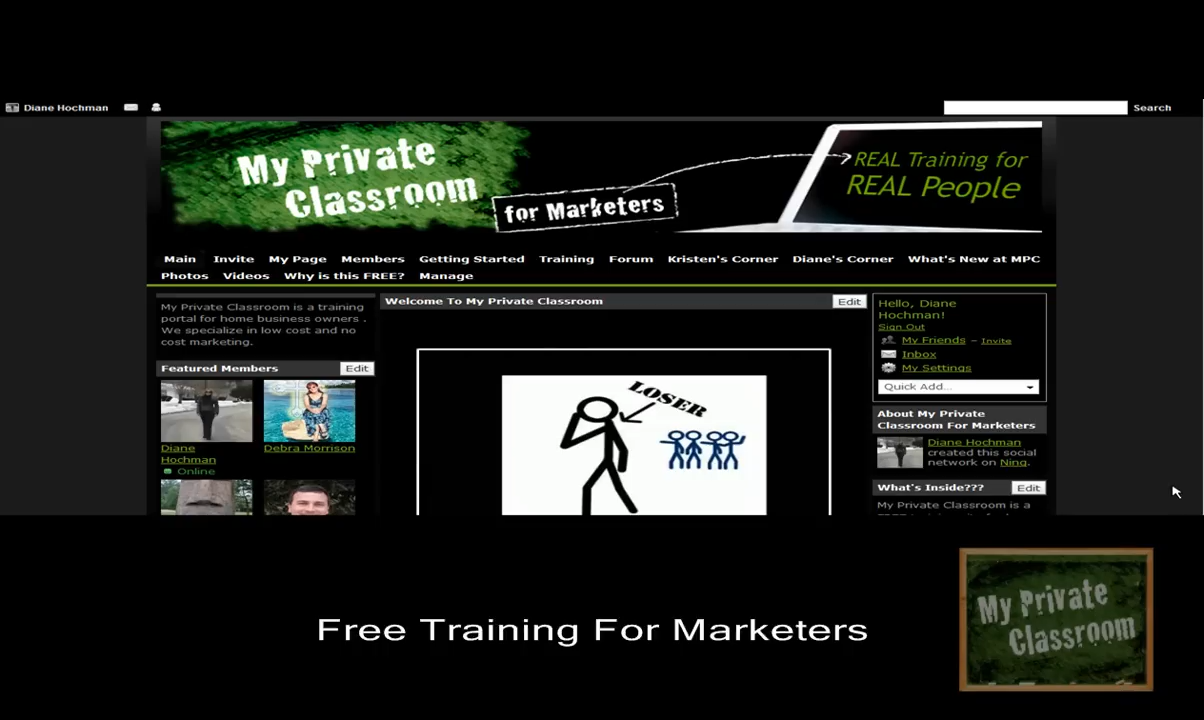 Diane Hochman
Search
My Private
Classroom
for Marketers
REAL Training for
REAL People
Main Invite My Page Members Getting Started Training Forum Kristen's Corner Diane's Corner What's New at MPC
Photos Videos Why is this FREE? Manage
My Private Classroom is a training
portal for home business owners .
We specialize in low cost and no
cost marketing.
Featured Members Edit
Diane
Hochman
Online
Debra Morrison
Welcome To My Private Classroom Edit
LOSER
Hello, Diane
Hochman!
Sign Out
My Friends – Invite
Inbox
My Settings
Quick Add...
About My Private
Classroom For Marketers
Diane Hochman
created this social
network on Ning.
What's Inside??? Edit
My Private Classroom is a
Free Training For Marketers
My Private
Classroom